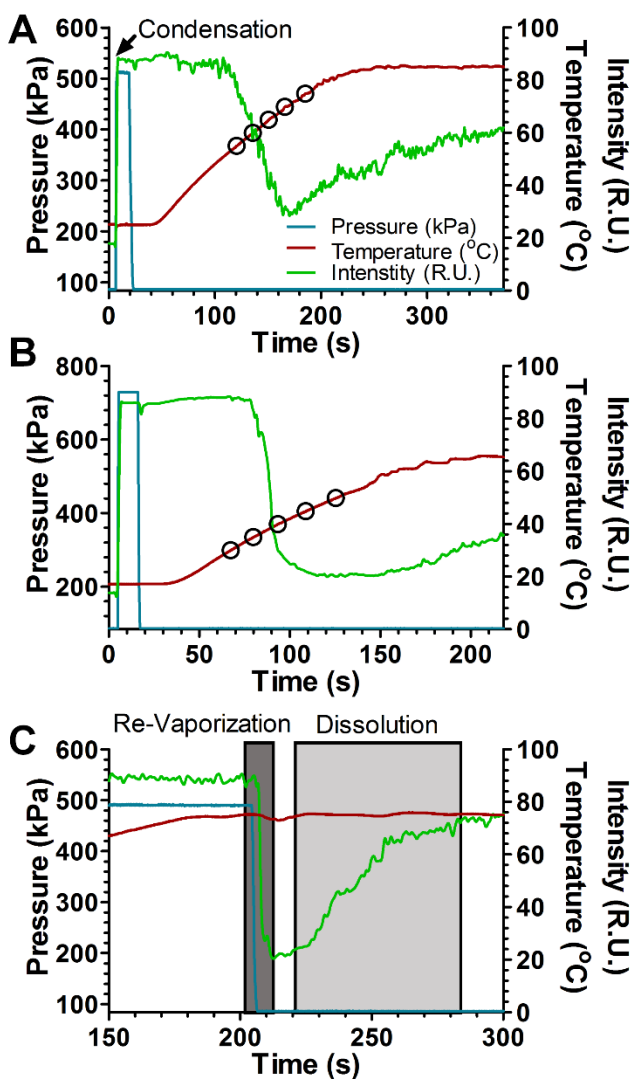 A
Condensation
600
500
400
300
200
100
Pressure (kPa)
100
80
60
40
20
0
Temperature (°C)
Intensity (R.U.)
Pressure (kPa)
Temperature (°C)
Intenstity (R.U.)
0 100 200 300
Time (s)
B
800
600
400
200
Pressure (kPa)
100
80
60
40
20
0
Temperature (°C)
Intensity (R.U.)
0 50 100 150 200
Time (s)
Re-Vaporization Dissolution
C
600
500
400
300
200
100
Pressure (kPa)
100
80
60
40
20
0
Temperature (°C)
Intensity (R.U.)
150 200 250 300
Time (s)